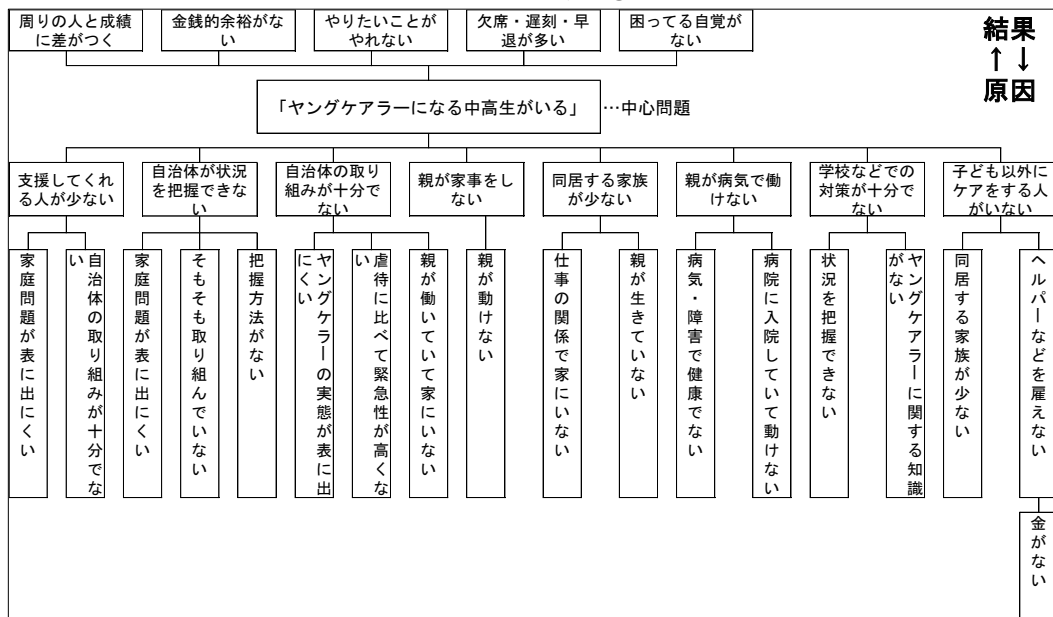 周りの人と成績
に差がつく
金銭的余裕がな
い
やりたいことが
やれない
欠席・遅刻・早
退が多い
困ってる自覚が
ない
結果
↑↓
原因
「ヤングケアラーになる中高生がいる」
…中心問題
支援してくれ
る人が少ない
自治体が状況
を把握できな
い
自治体の取り
組みが十分で
ない
親が家事をし
ない
同居する家族
が少ない
親が病気で働
けない
学校などでの
対策が十分で
ない
子ども以外に
ケアをする人
がいない
家庭問題が表に出にくい
自治体の取り組みが十分でな
い
家庭問題が表に出にくい
そもそも取り組んでいない
把握方法がない
ヤングケラーの実態が表に出
にくい
虐待に比べて緊急性が高くな
い
親が働いていて家にいない
親が動けない
仕事の関係で家にいない
親が生きていない
病気・障害で健康でない
病院に入院していて動けない
状況を把握できない
ヤングケアラーに関する知識
がない
同居する家族が少ない
ヘルパーなどを雇えない
金がない